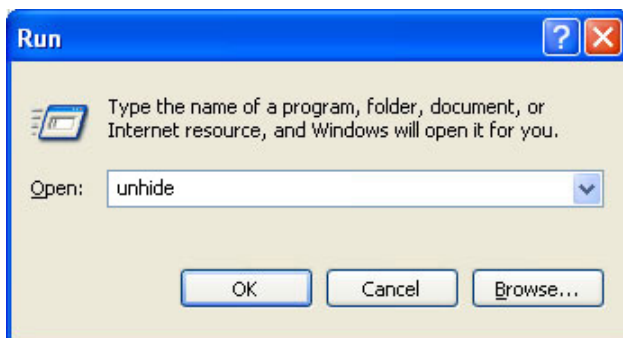 Run
Type the name of a program, folder, document, or
Internet resource, and Windows will open it for you.
Open: unhide
OK Cancel Browse...